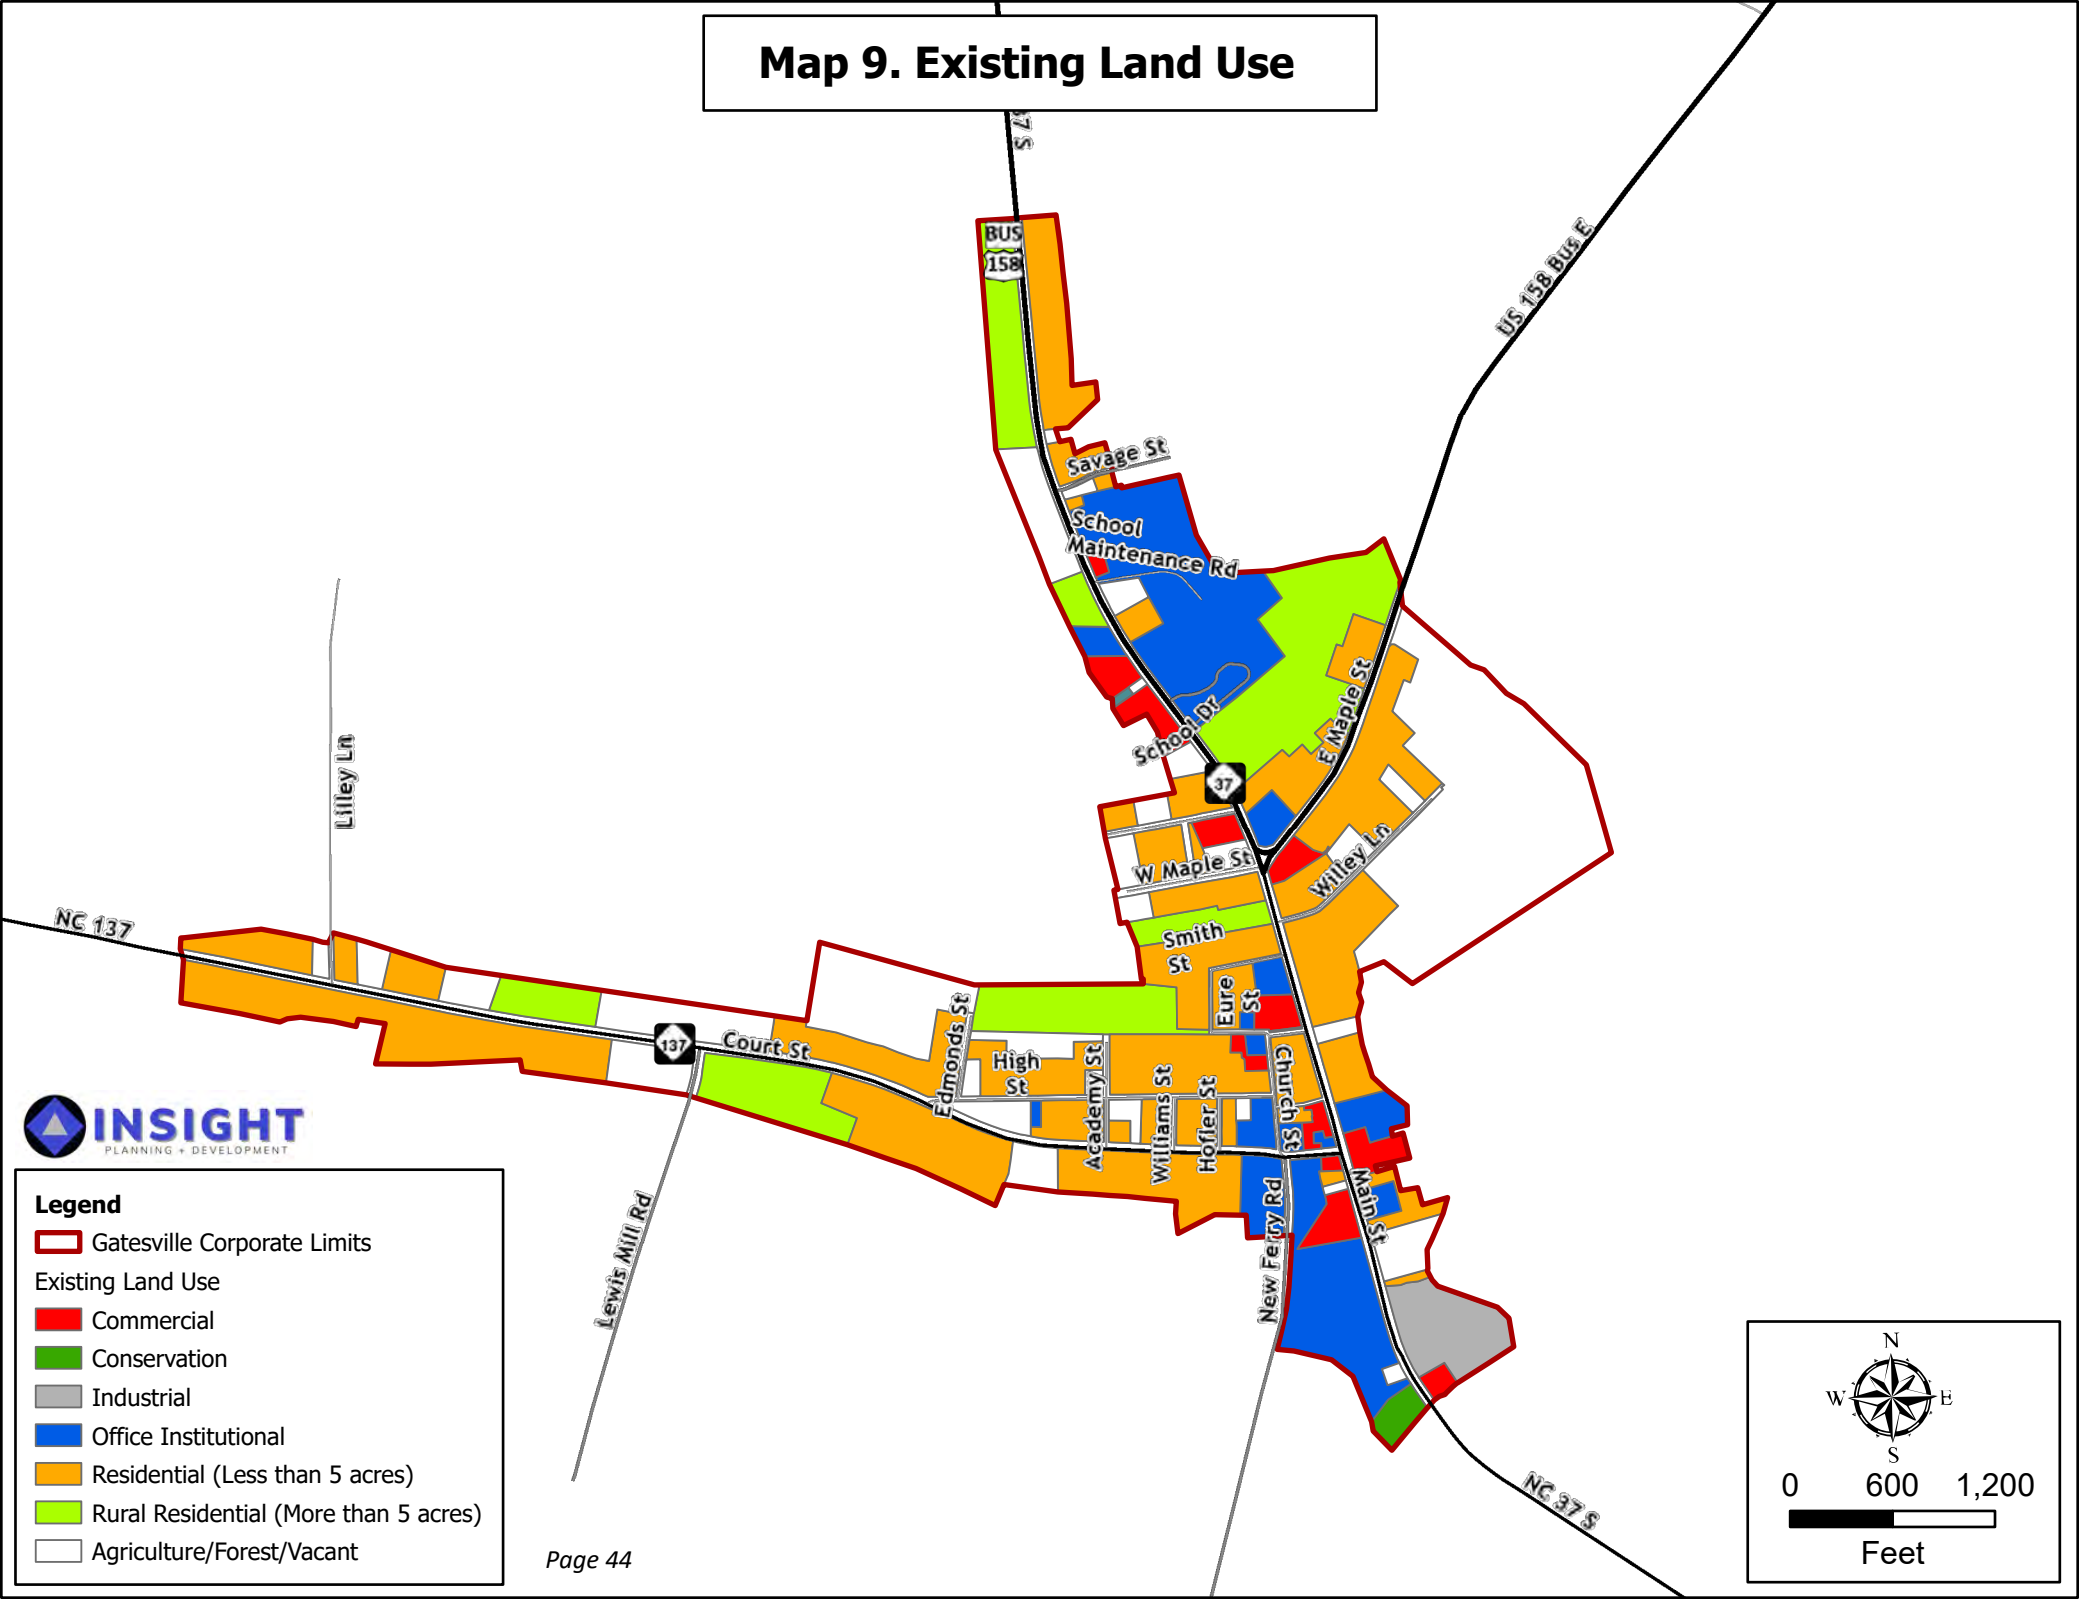 Map 9. Existing Land Use
37 S
BUS
158
US 158 Bus E
Savage St
School
Maintenance Rd
School Dr
E Maple St
37
W Maple St
Willey Ln
Smith
St
Eure
St
Lilley Ln
NC 137
137
Court St
Edmonds St
High
St
Academy St
Williams St
Hofler St
Church St
Main St
New Ferry Rd
Lewis Mill Rd
NC 37 S
INSIGHT
PLANNING + DEVELOPMENT
Legend
Gatesville Corporate Limits
Existing Land Use
Commercial
Conservation
Industrial
Office Institutional
Residential (Less than 5 acres)
Rural Residential (More than 5 acres)
Agriculture/Forest/Vacant
Page 44
N
W E
S
0 600 1,200
Feet